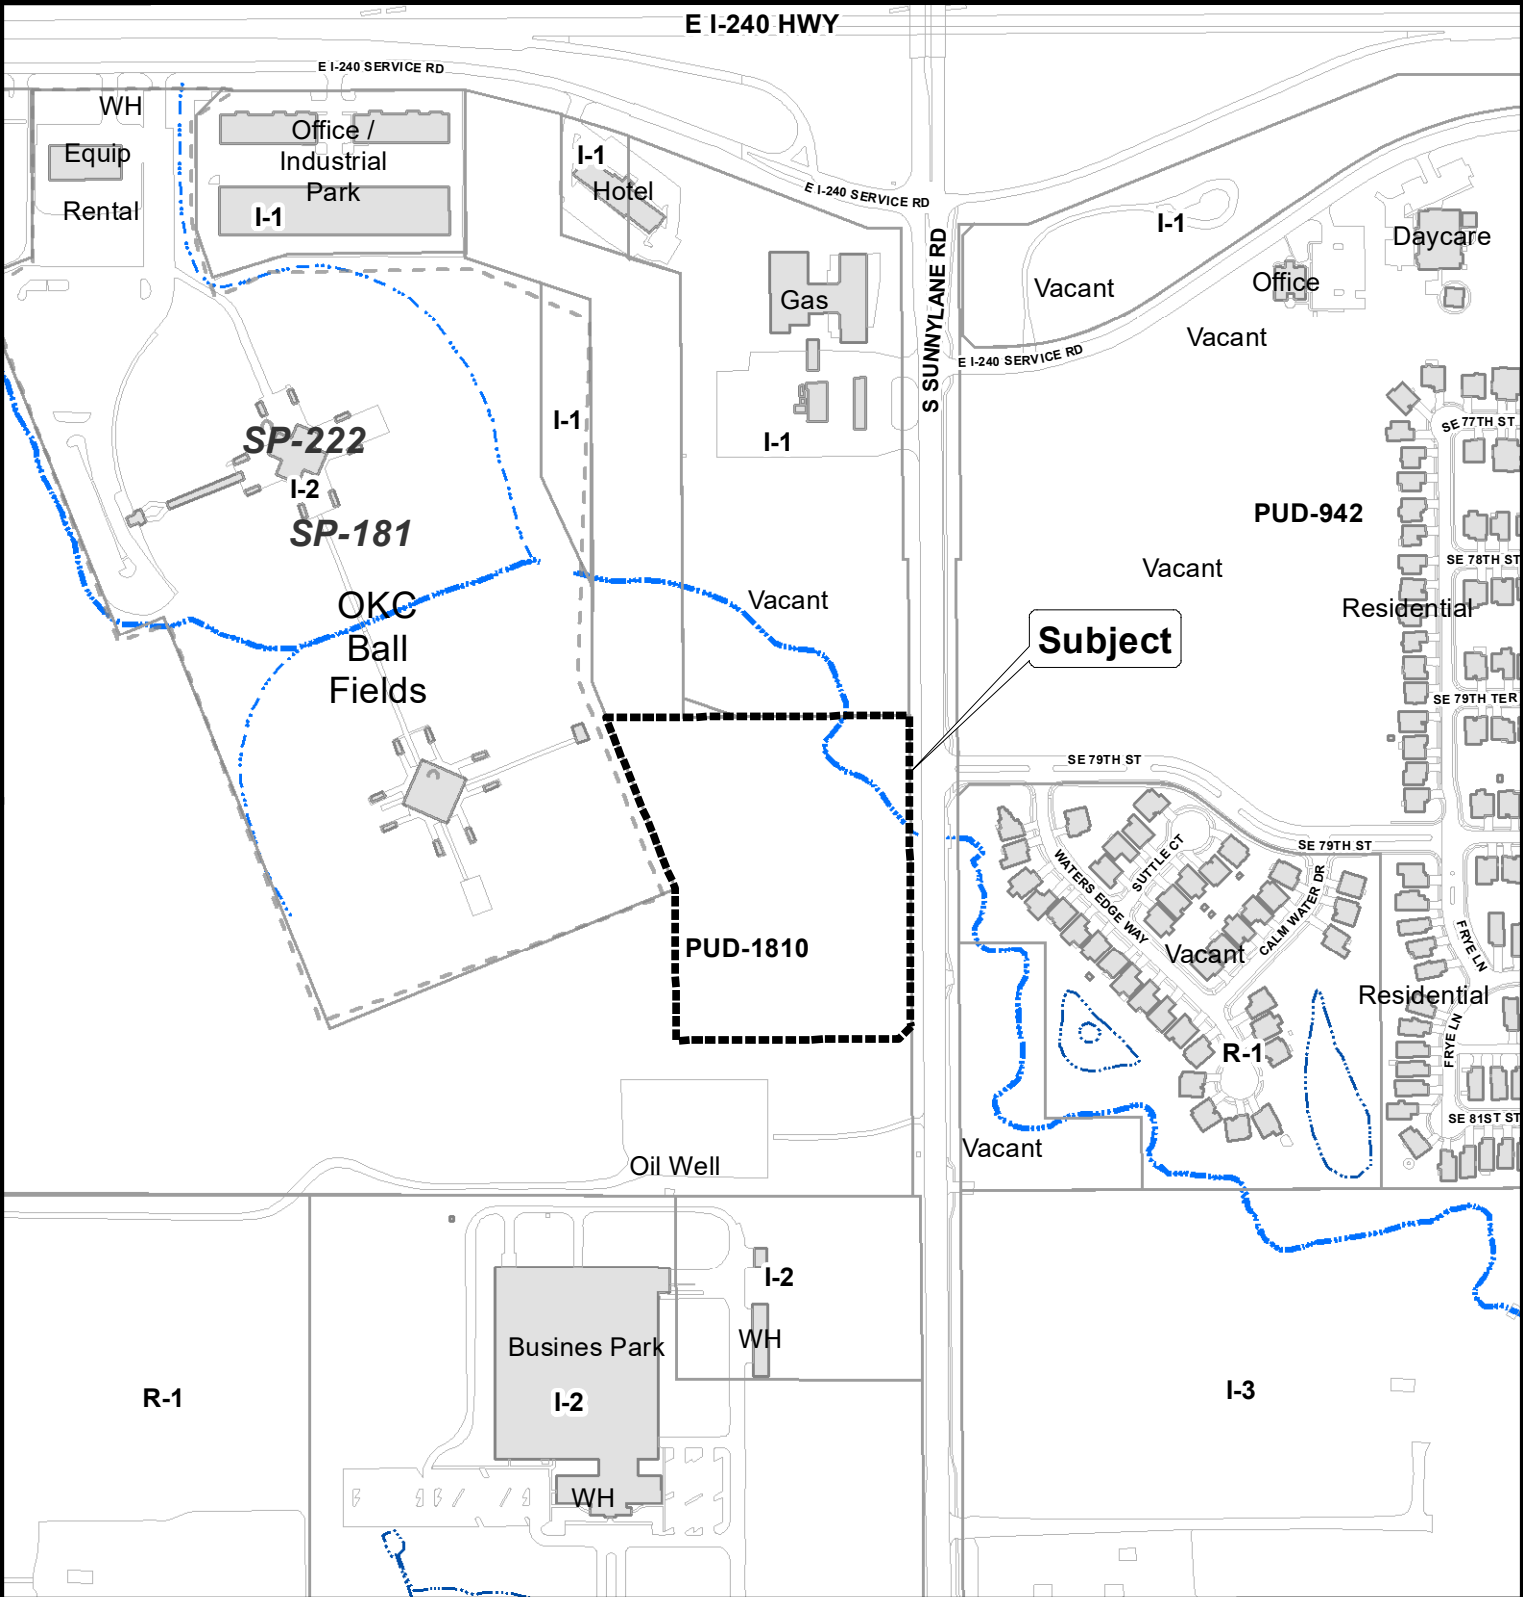 E I-240 HWY
E I-240 SERVICE RD
WH
Equip
Rental
Office /
Industrial
Park
I-1
I-1
Hotel
E I-240 SERVICE RD
S SUNNYLANE RD
I-1
Vacant
Office
Daycare
Gas
Vacant
E I-240 SERVICE RD
SP-222
I-2
SP-181
I-1
I-1
SE 77TH ST
PUD-942
Vacant
SE 78TH ST
Residential
OKC
Ball
Fields
Vacant
Subject
SE 79TH TER
SE 79TH ST
SE 79TH ST
WATERS EDGE WAY
SUTTLE CT
CALM WATER DR
Vacant
FRYE LN
PUD-1810
Residential
FRYE LN
R-1
SE 81ST ST
Vacant
Oil Well
I-2
WH
Busines Park
I-2
R-1
I-3
WH